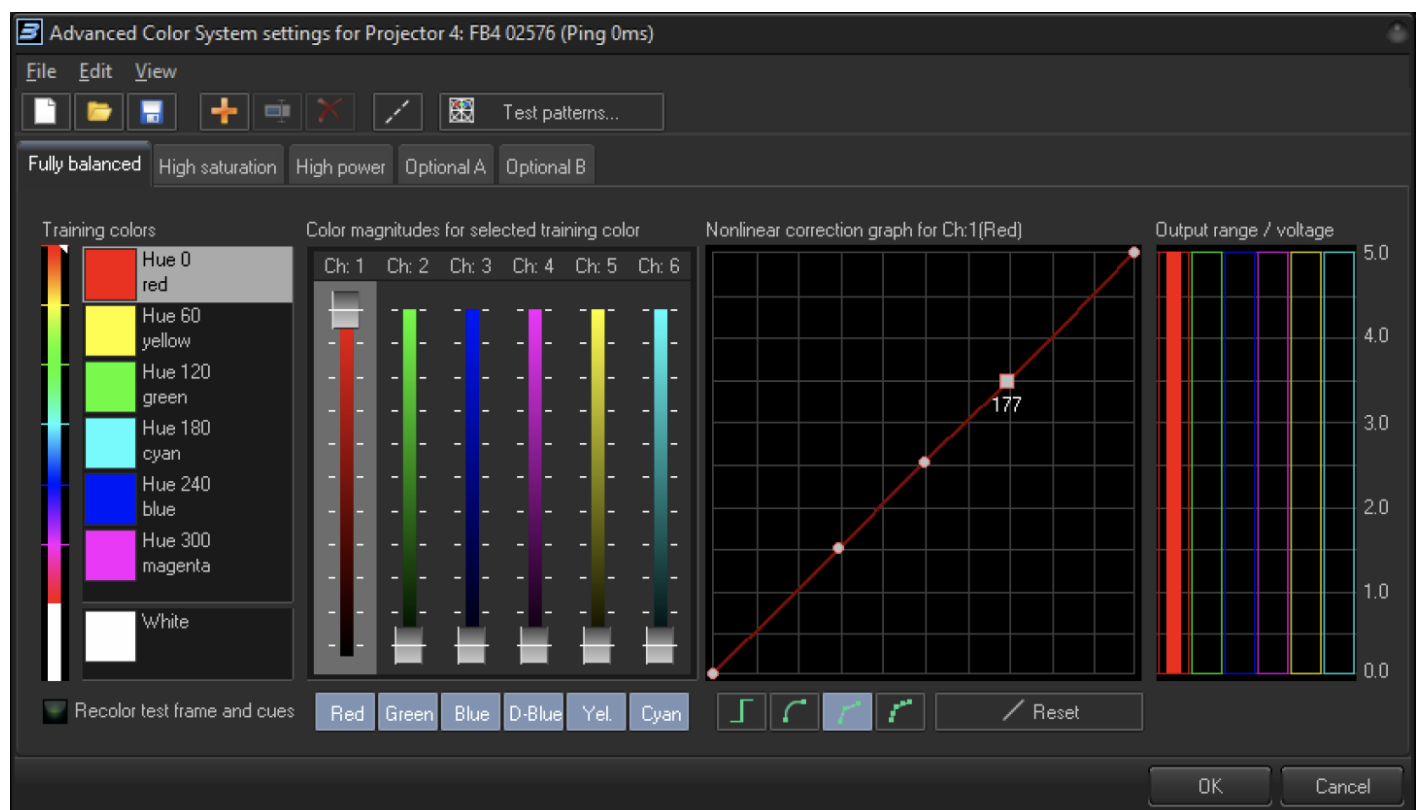 Advanced Color System settings for Projector 4: FB4 02576 (Ping 0ms)
File Edit View
Test patterns...
Fully balanced High saturation High power Optional A Optional B
Training colors
Hue 0
red
Hue 60
yellow
Hue 120
green
Hue 180
cyan
Hue 240
blue
Hue 300
magenta
White
Recolor test frame and cues
Color magnitudes for selected training color
Ch: 1 Ch: 2 Ch: 3 Ch: 4 Ch: 5 Ch: 6
Red Green Blue D-Blue Yel. Cyan
Nonlinear correction graph for Ch:1(Red)
177
Reset
Output range / voltage
5.0
4.0
3.0
2.0
1.0
0.0
OK Cancel